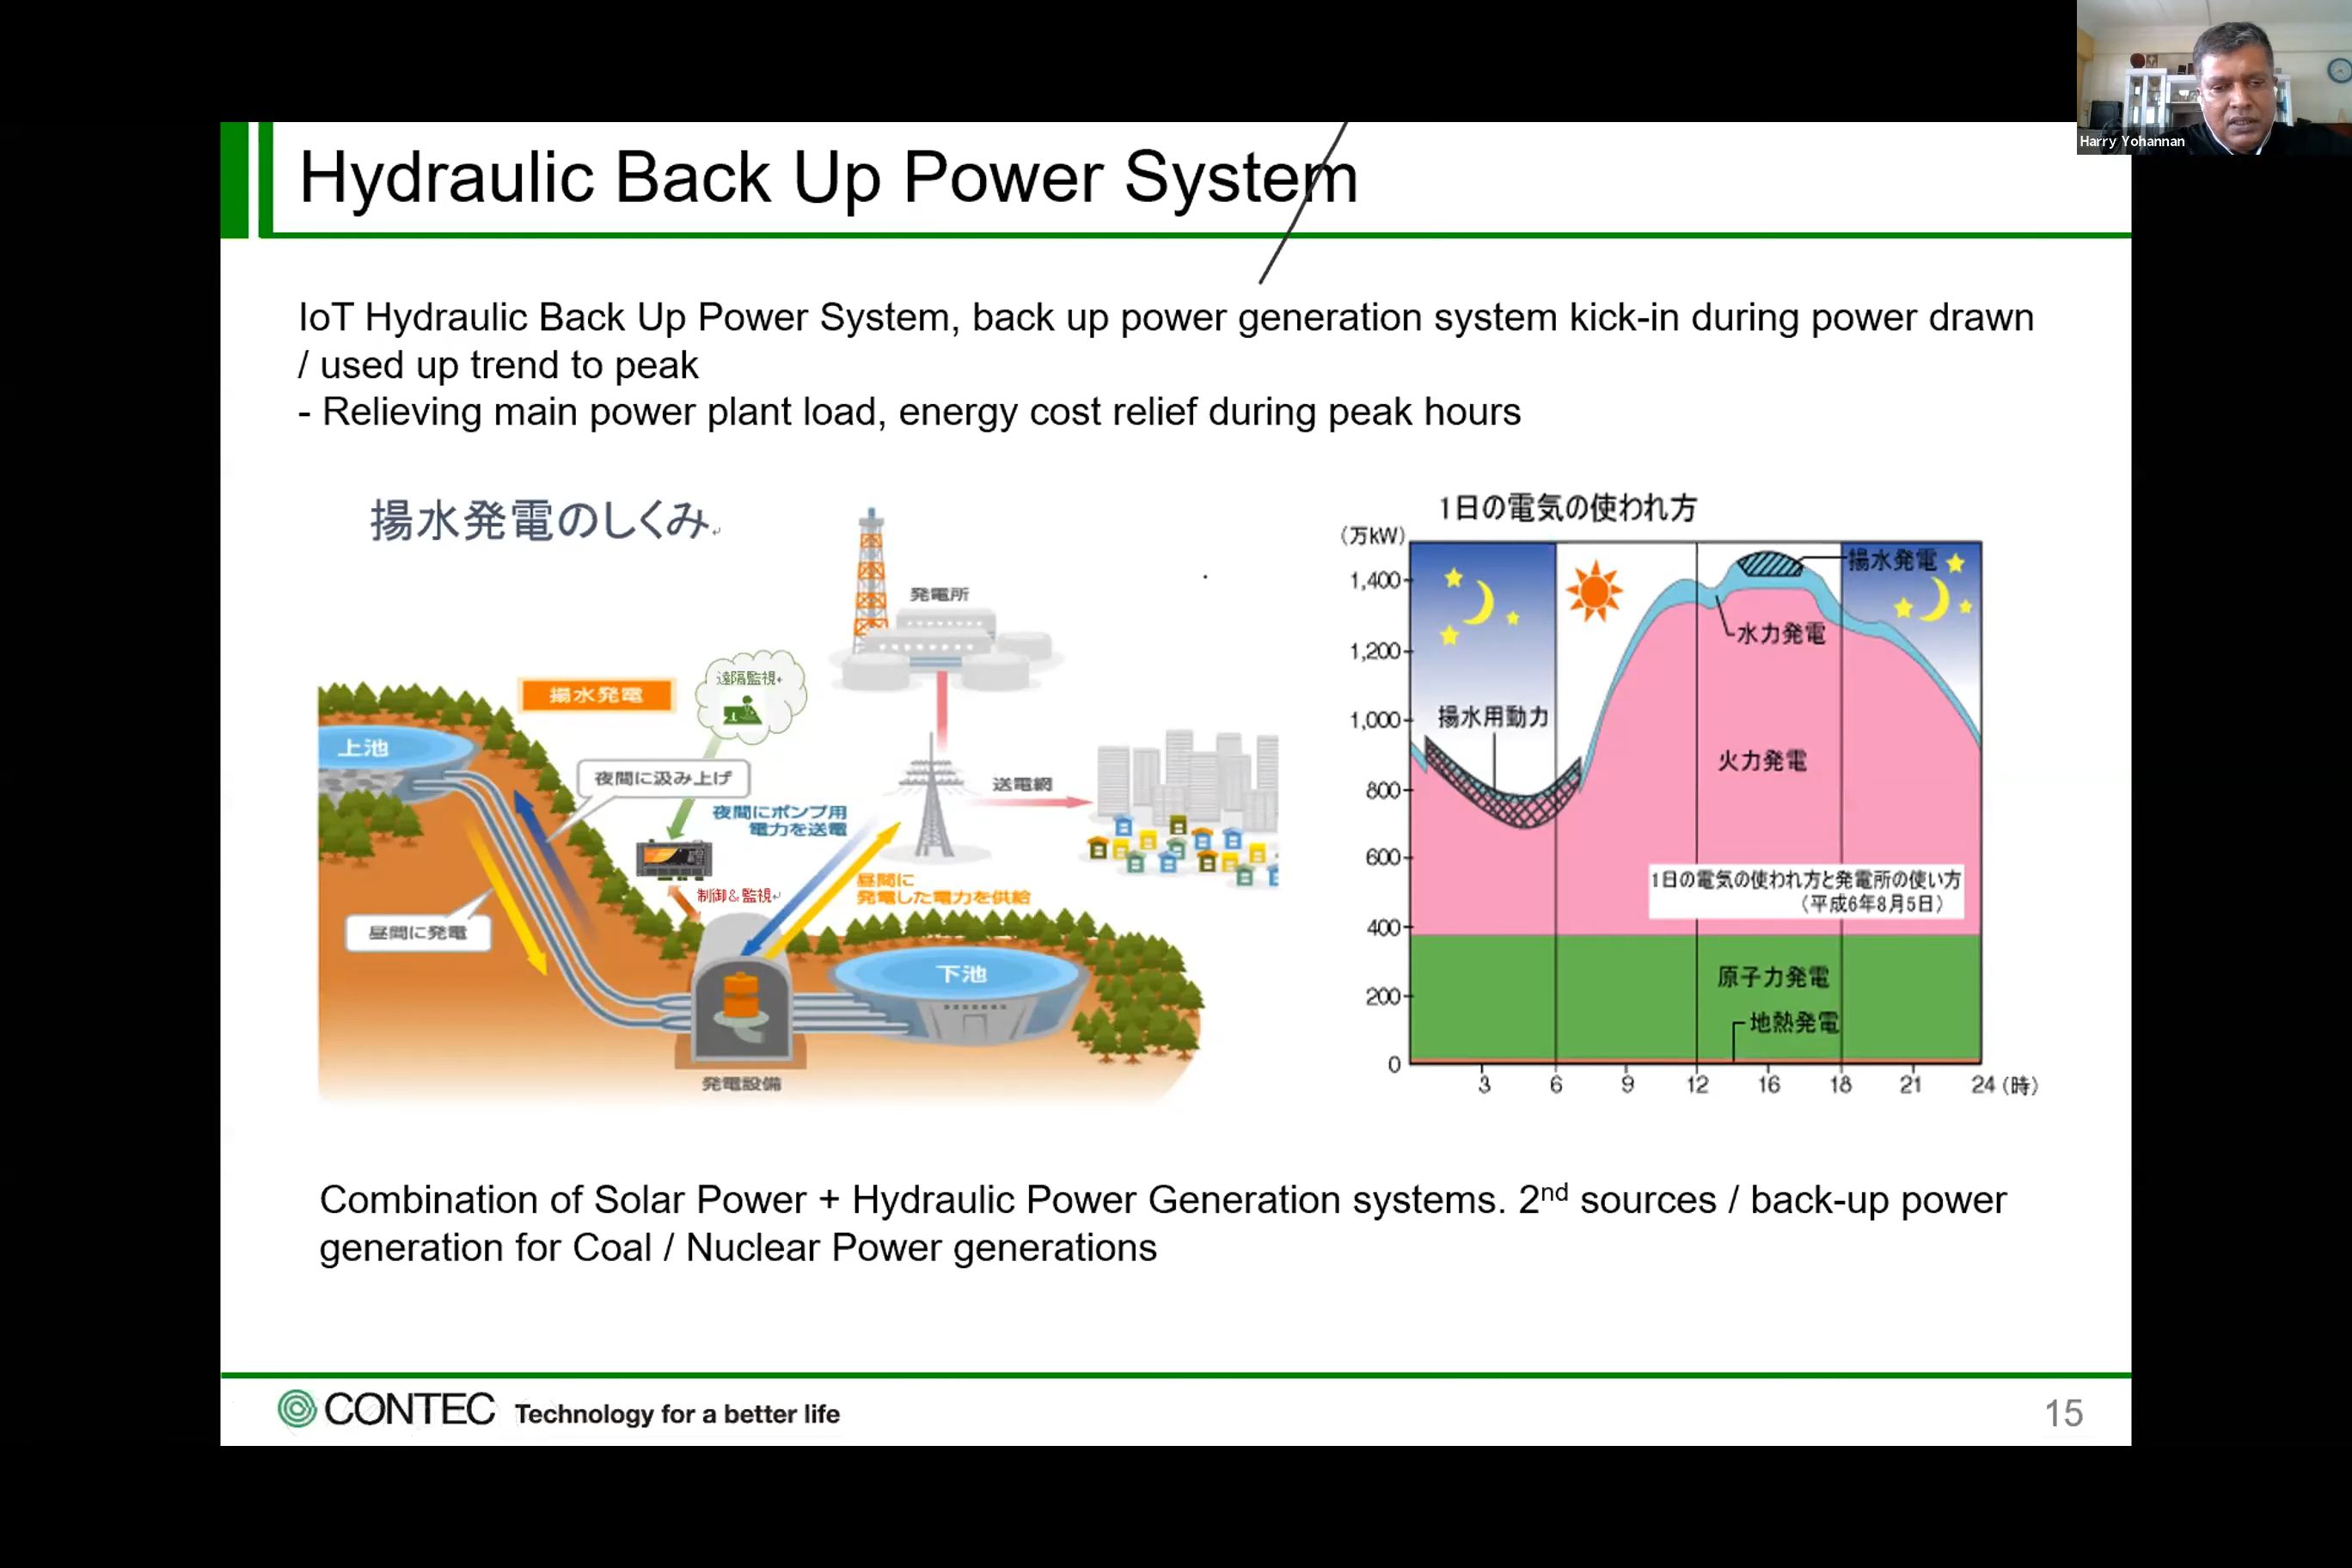 Harry Yohannan
Hydraulic Back Up Power System
IoT Hydraulic Back Up Power System, back up power generation system kick-in during power drawn
/ used up trend to peak
- Relieving main power plant load, energy cost relief during peak hours
揚水発電のしくみ
発電所
揚水発電
遠隔監視
上池
夜間に汲み上げ
夜間にポンプ用
電力を送電
送電網
制御&監視
昼間に
発電した電力を供給
昼間に発電
下池
発電設備
1日の電気の使われ方
(万kW)
揚水発電
1,400
水力発電
1,200
1,000
揚水用動力
火力発電
800
600
1日の電気の使われ方と発電所の使い方
(平成6年8月5日)
400
原子力発電
200
地熱発電
0
3 6 9 12 16 18 21 24 (時)
Combination of Solar Power + Hydraulic Power Generation systems. 2nd sources / back-up power
generation for Coal / Nuclear Power generations
CONTEC Technology for a better life
15